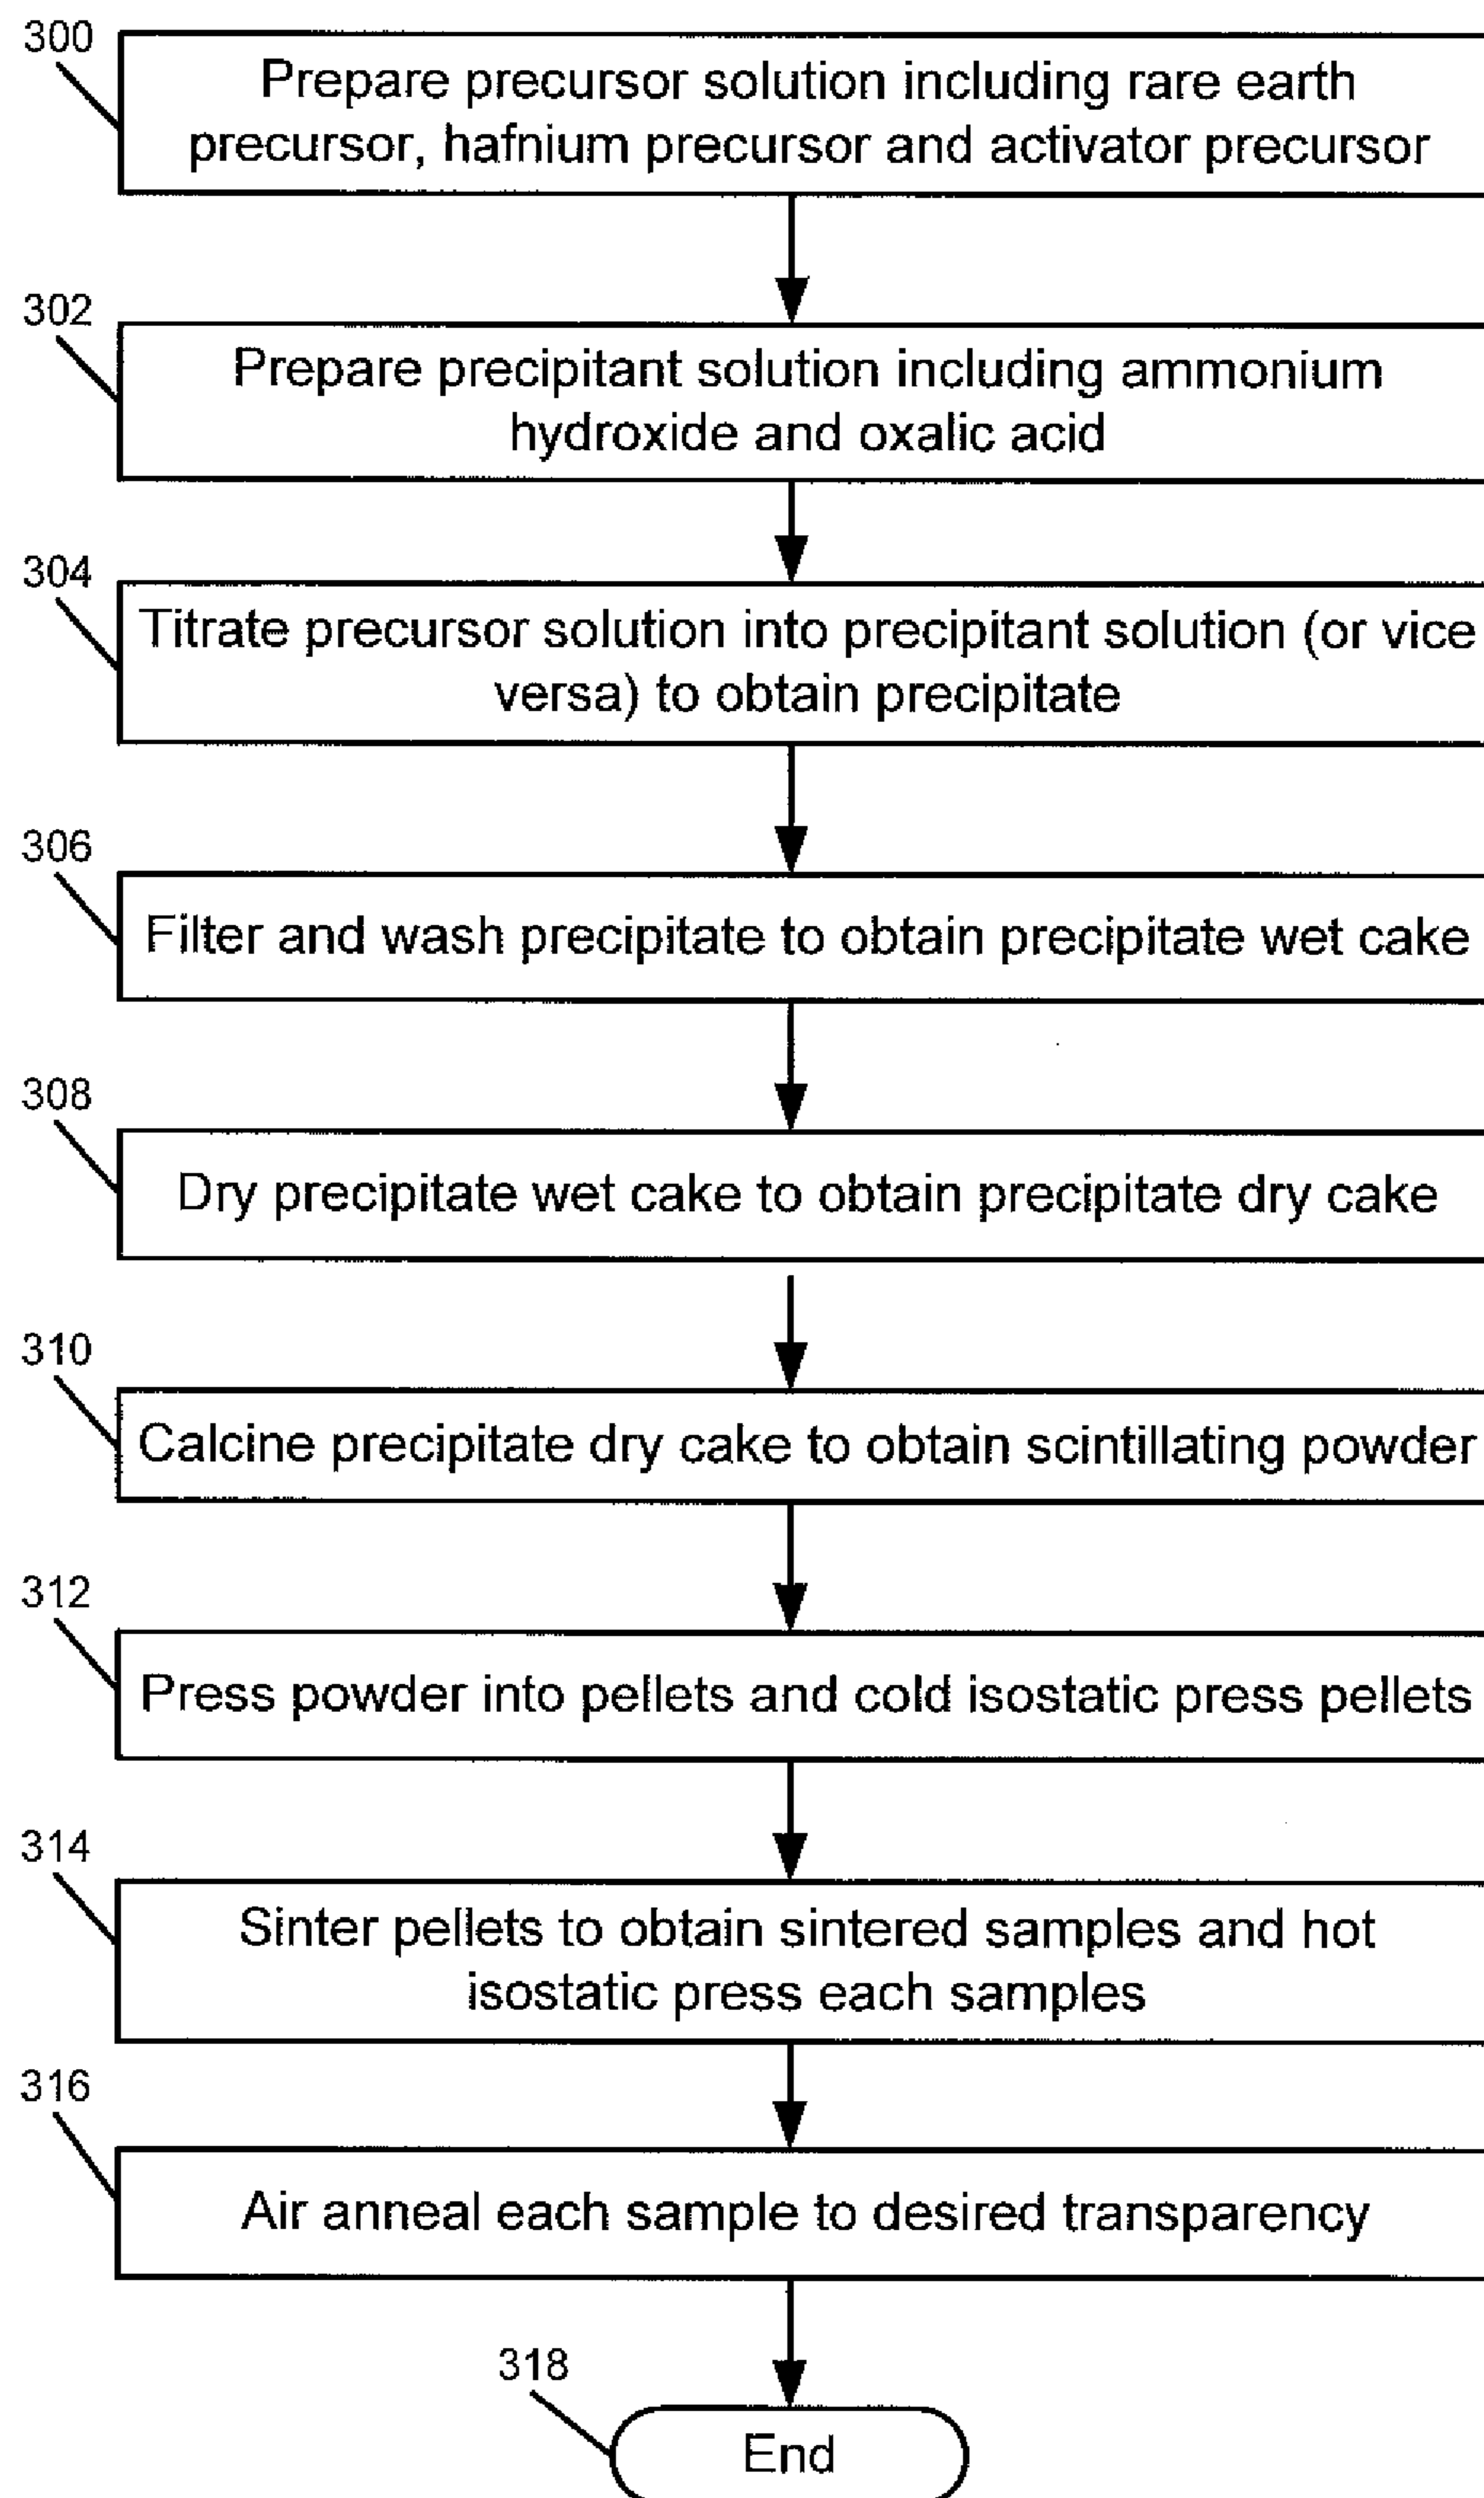 300
Prepare precursor solution including rare earth
precursor, hafnium precursor and activator precursor
302
Prepare precipitant solution including ammonium
hydroxide and oxalic acid
304
Titrate precursor solution into precipitant solution (or vice
versa) to obtain precipitate
306
Filter and wash precipitate to obtain precipitate wet cake
308
Dry precipitate wet cake to obtain precipitate dry cake
310
Calcine precipitate dry cake to obtain scintillating powder
312
Press powder into pellets and cold isostatic press pellets
314
Sinter pellets to obtain sintered samples and hot
isostatic press each samples
316
Air anneal each sample to desired transparency
318
End